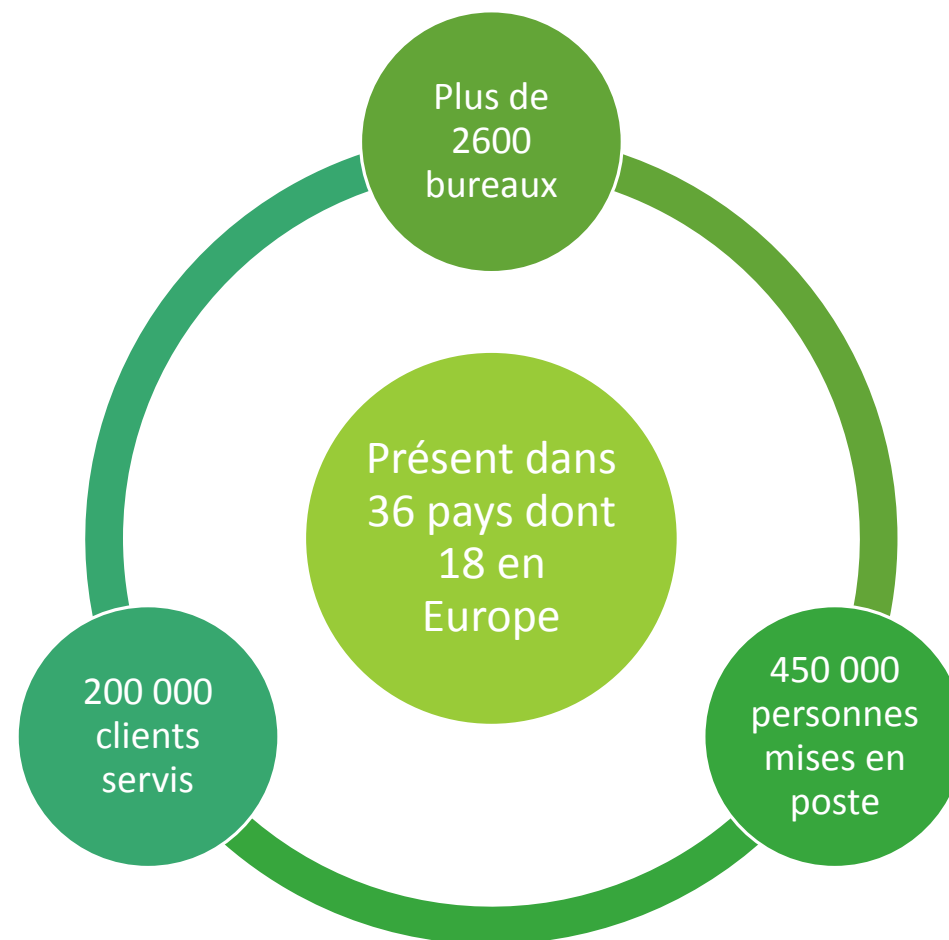 Plus de
2600
bureaux
Présent dans
36 pays dont
18 en
Europe
200 000
clients
servis
450 000
personnes
mises en
poste